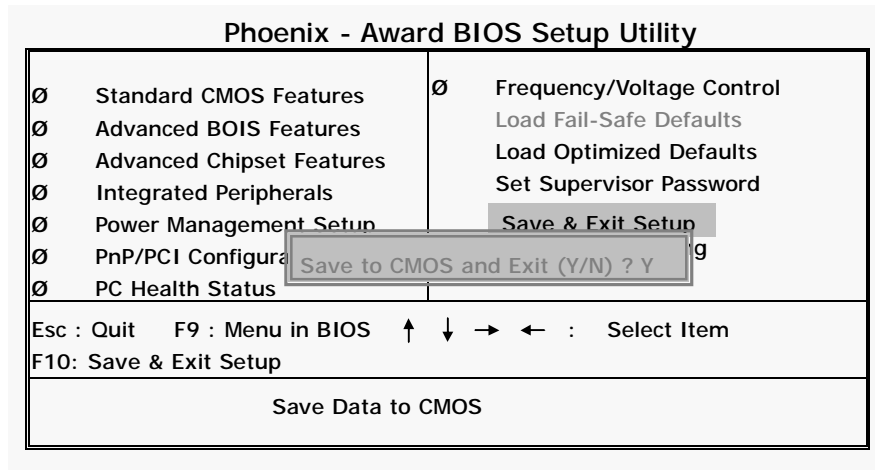 Phoenix - Award BIOS Setup Utility
Ø Standard CMOS Features
Ø Advanced BOIS Features
Ø Advanced Chipset Features
Ø Integrated Peripherals
Ø Power Management Setup
Ø PnP/PCI
Ø PC Health Status
Ø Frequency/Voltage Control
Load Fail-Safe Defaults
Load Optimized Defaults
Set Supervisor Password
Save & Exit Setup
Save to CMOS and Exit (Y/N) ? Y
Esc : Quit F9 : Menu in BIOS ↑ ↓ → ← : Select Item
F10: Save & Exit Setup
Save Data to CMOS